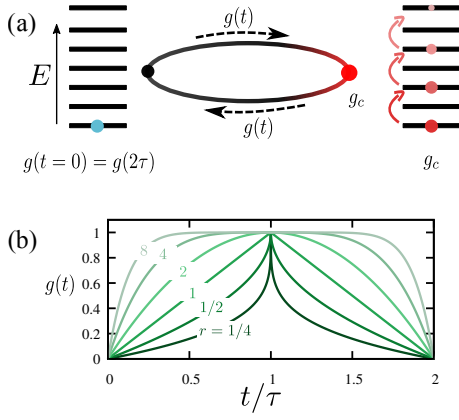 (a)
g(t)
E
g_c
g(t)
g(t = 0) = g(2τ)
g_c
(b)
1
0.8
0.6
0.4
0.2
0
g(t)
8
4
2
1
1/2
r = 1/4
0
0.5
1
1.5
2
t/τ